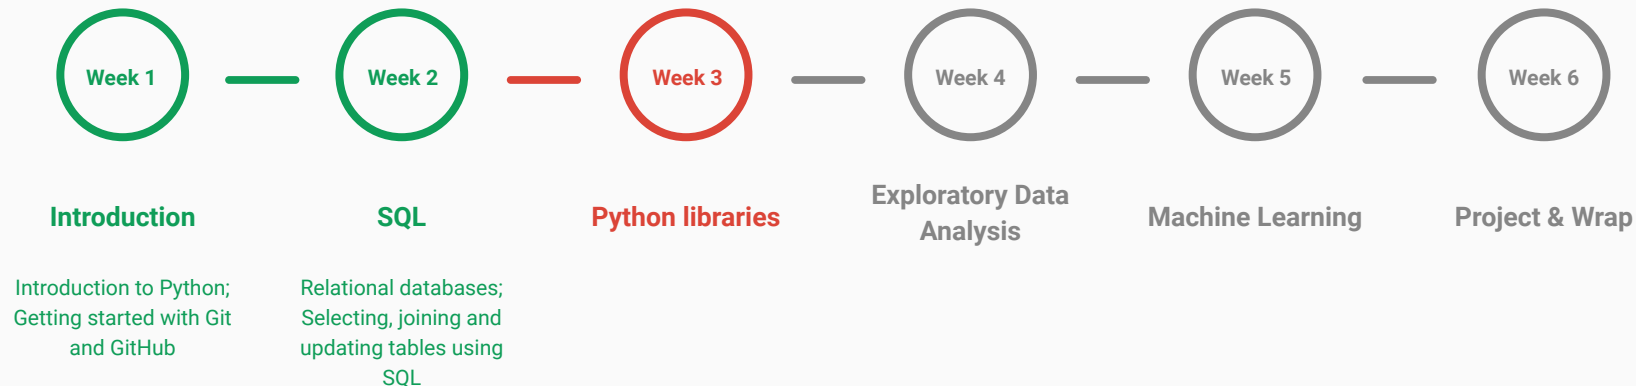 Week 1
Week 2
Week 3
Week 4
Week 5
Week 6
Introduction
SQL
Python libraries
Exploratory Data
Analysis
Machine Learning
Project & Wrap
Introduction to Python;
Getting started with Git
and GitHub
Relational databases;
Selecting, joining and
updating tables using
SQL